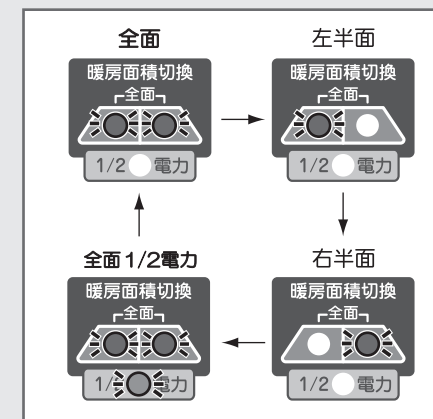 全面
暖房面積切換
全面
1/2 電力
左半面
暖房面積切換
全面
1/2 電力
全面1/2電力
暖房面積切換
全面
1/ 電力
右半面
暖房面積切換
全面
1/2 電力